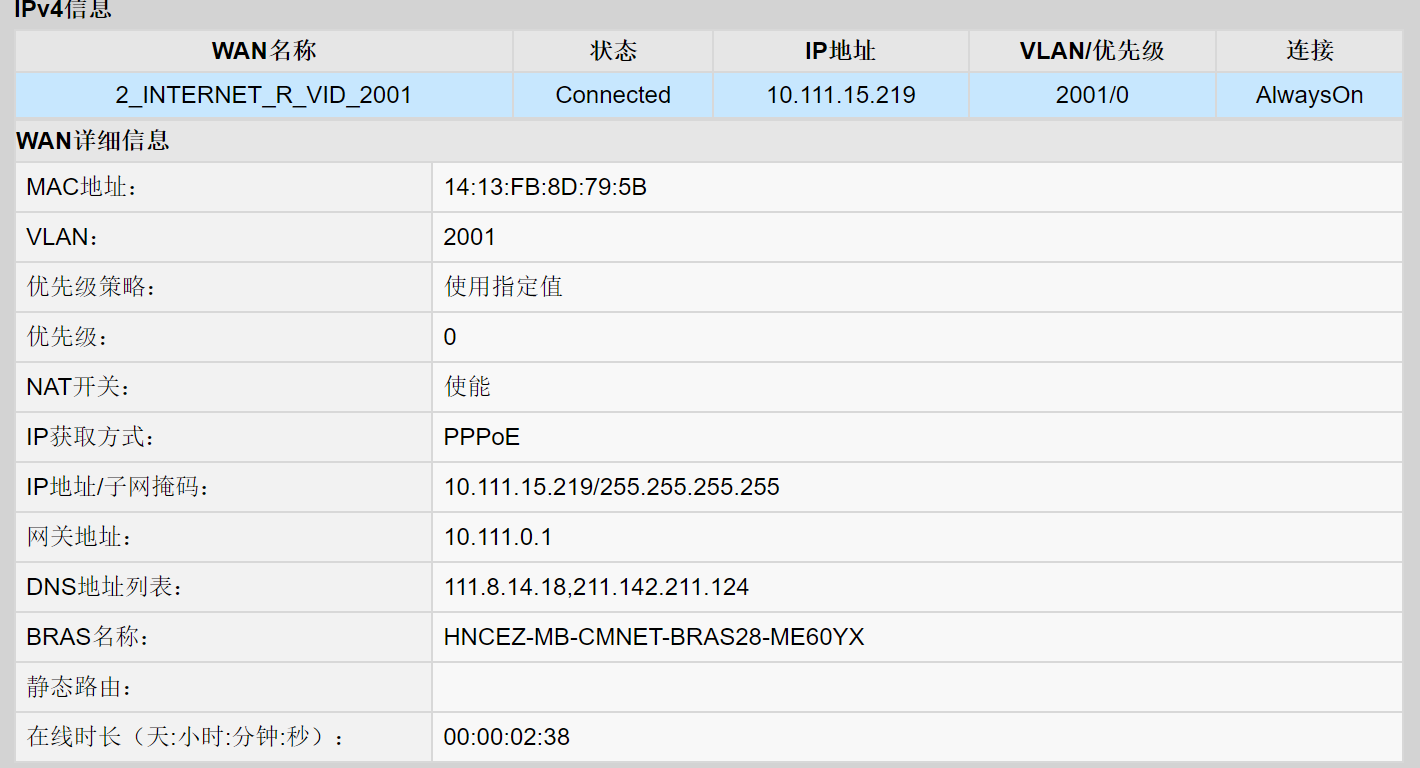 IPv4信息
WAN名称 状态 IP地址 VLAN/优先级 连接
2_INTERNET_R_VID_2001 Connected 10.111.15.219 2001/0 AlwaysOn
WAN详细信息
MAC地址： 14:13:FB:8D:79:5B
VLAN： 2001
优先级策略： 使用指定值
优先级： 0
NAT开关： 使能
IP获取方式： PPPoE
IP地址/子网掩码： 10.111.15.219/255.255.255.255
网关地址： 10.111.0.1
DNS地址列表： 111.8.14.18,211.142.211.124
BRAS名称： HNCEZ-MB-CMNET-BRAS28-ME60YX
静态路由：
在线时长（天:小时:分钟:秒）： 00:00:02:38